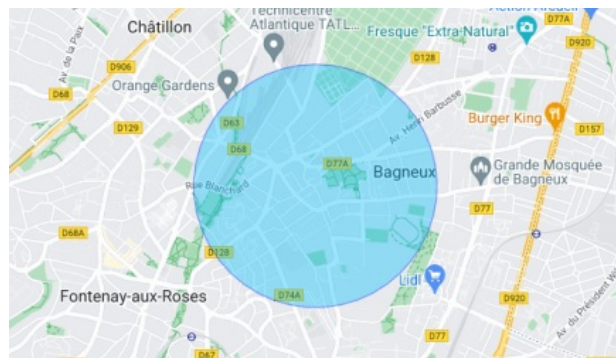 Châtillon
Technicentre
Atlantique TATL...
Fresque "Extra-Natural"
Action Arcueil
D77A
D920
D906
D128
Av. de la Paix
Orange Gardens
D68
D63
D129
Av. Henri Barbusse
Burger King
D157
D68
D77A
Bagneux
Grande Mosquée
de Bagneux
Rue Blanchard
D77
D68A
D128
Lidl
Fontenay-aux-Roses
D74A
D920
D77
D67
Av. du Président W